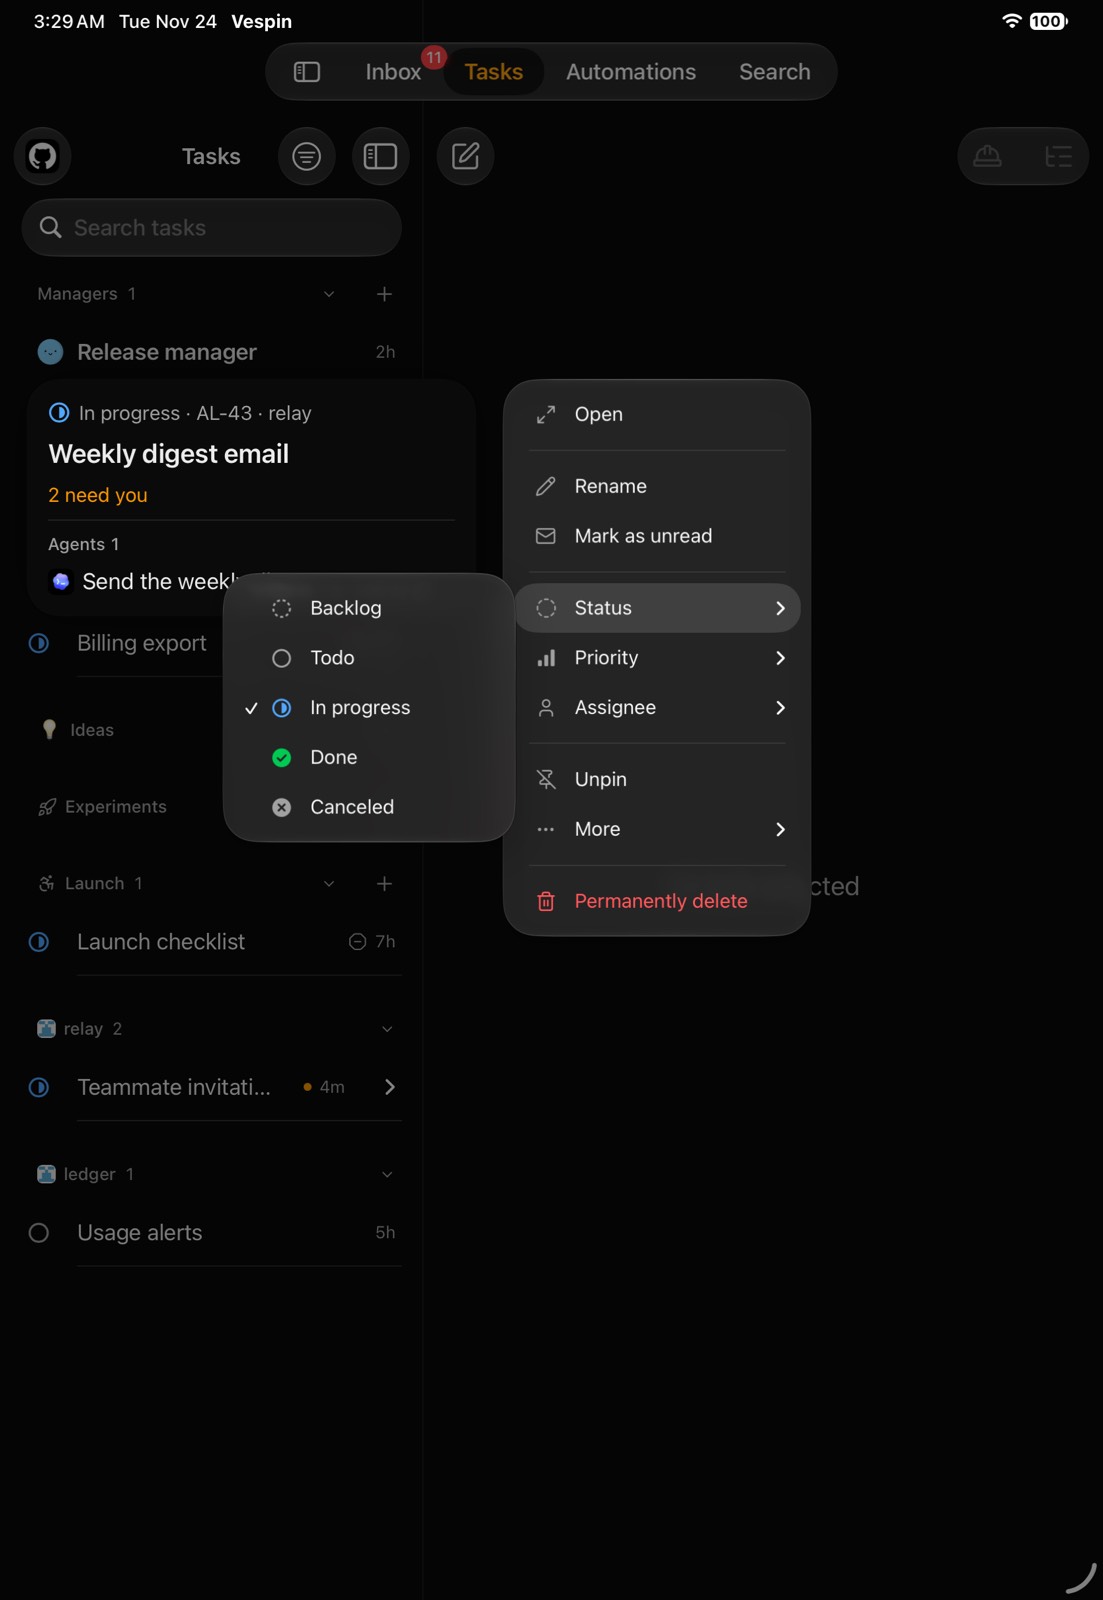 3:29 AM Tue Nov 24 Vespin
100
Inbox 11 Tasks Automations Search
Tasks
Search tasks
Managers 1
Release manager 2h
In progress · AL-43 · relay
Weekly digest email
2 need you
Agents 1
Send the weekl
Billing export
Ideas
Experiments
Launch 1
Launch checklist 7h
relay 2
Teammate invitati... 4m
ledger 1
Usage alerts 5h
Backlog
Todo
In progress
Done
Canceled
Open
Rename
Mark as unread
Status
Priority
Assignee
Unpin
More
Permanently delete
cted